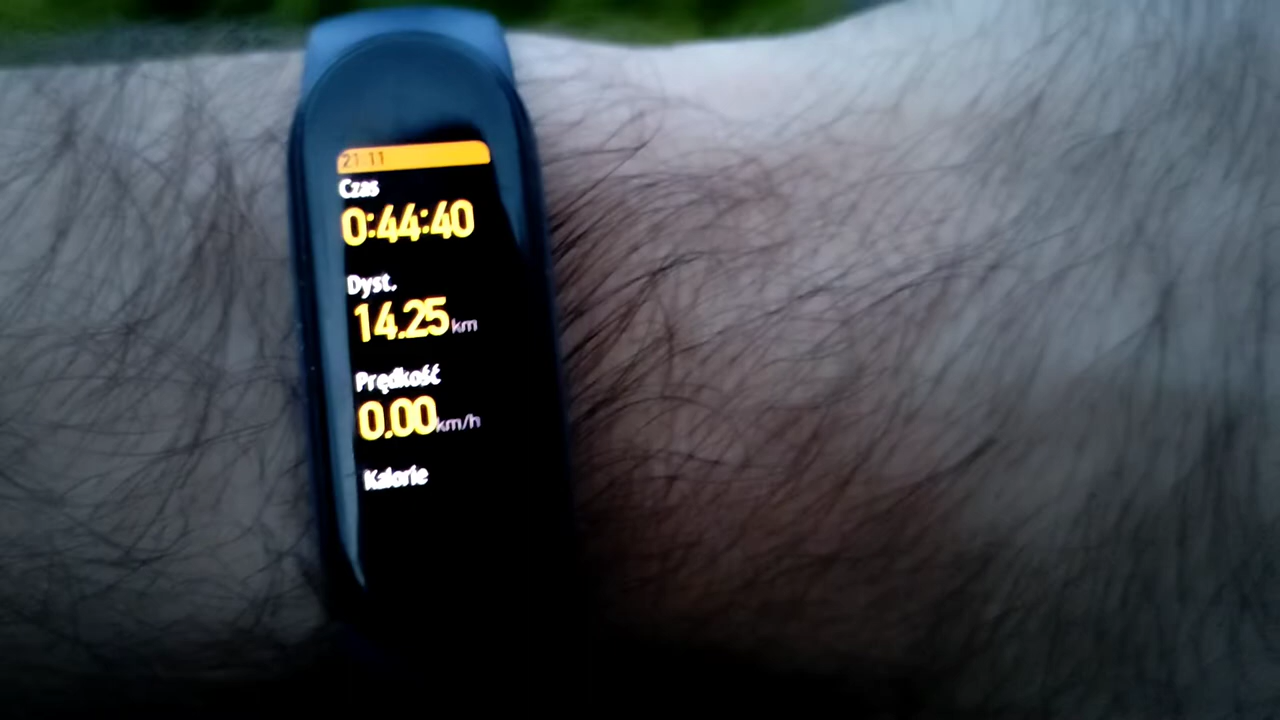 21.11
Czas
0:44:40
Dyst.
14.25 km
Prędkość
0.00 km/h
Kalorie